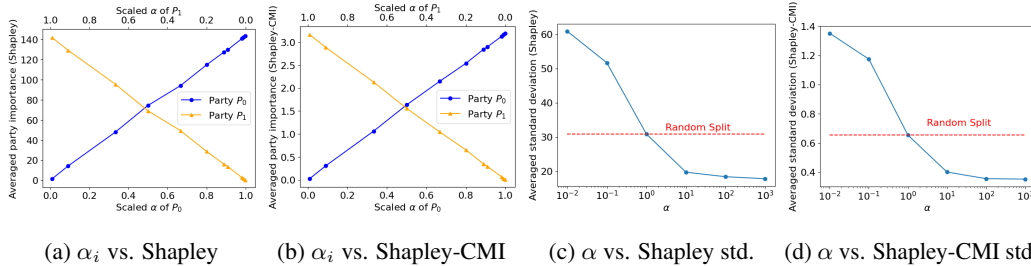 Scaled α of P₁
1.0 0.8 0.6 0.4 0.2 0.0
Averaged party importance (Shapley)
140
120
100
80
60
40
20
0
Party P₀
Party P₁
0.0 0.2 0.4 0.6 0.8 1.0
Scaled α of P₀
(a) αᵢ vs. Shapley
Scaled α of P₁
1.0 0.8 0.6 0.4 0.2 0.0
Averaged party importance (Shapley-CMI)
3.0
2.5
2.0
1.5
1.0
0.5
0.0
Party P₀
Party P₁
0.0 0.2 0.4 0.6 0.8 1.0
Scaled α of P₀
(b) αᵢ vs. Shapley-CMI
Averaged standard deviation (Shapley)
60
50
40
30
20
Random Split
10⁻² 10⁻¹ 10⁰ 10¹ 10² 10³
α
(c) α vs. Shapley std.
Averaged standard deviation (Shapley-CMI)
1.4
1.2
1.0
0.8
0.6
0.4
Random Split
10⁻² 10⁻¹ 10⁰ 10¹ 10² 10³
α
(d) α vs. Shapley-CMI std